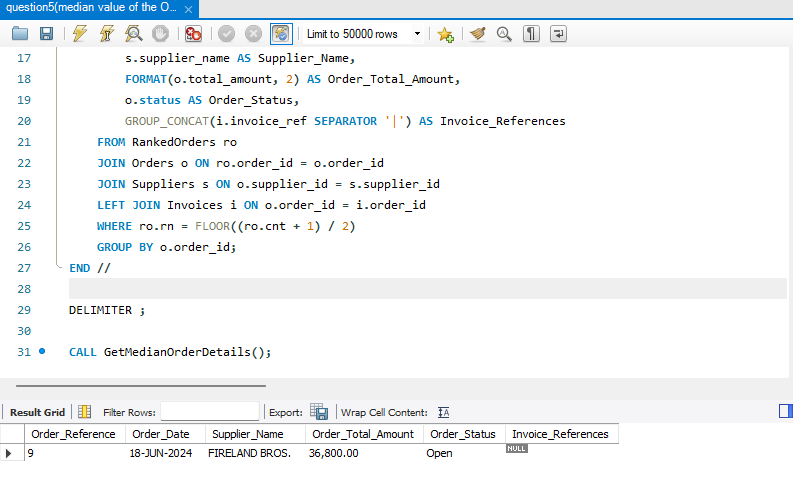 question5(median value of the O...
Limit to 50000 rows
17 s.supplier_name AS Supplier_Name,
18 FORMAT(o.total_amount, 2) AS Order_Total_Amount,
19 o.status AS Order_Status,
20 GROUP_CONCAT(i.invoice_ref SEPARATOR '|') AS Invoice_References
21 FROM RankedOrders ro
22 JOIN Orders o ON ro.order_id = o.order_id
23 JOIN Suppliers s ON o.supplier_id = s.supplier_id
24 LEFT JOIN Invoices i ON o.order_id = i.order_id
25 WHERE ro.rn = FLOOR((ro.cnt + 1) / 2)
26 GROUP BY o.order_id;
27 END //
28
29 DELIMITER ;
30
31 CALL GetMedianOrderDetails();
Result Grid Filter Rows: Export: Wrap Cell Content:
Order_Reference Order_Date Supplier_Name Order_Total_Amount Order_Status Invoice_References
9 18-JUN-2024 FIRELAND BROS. 36,800.00 Open NULL